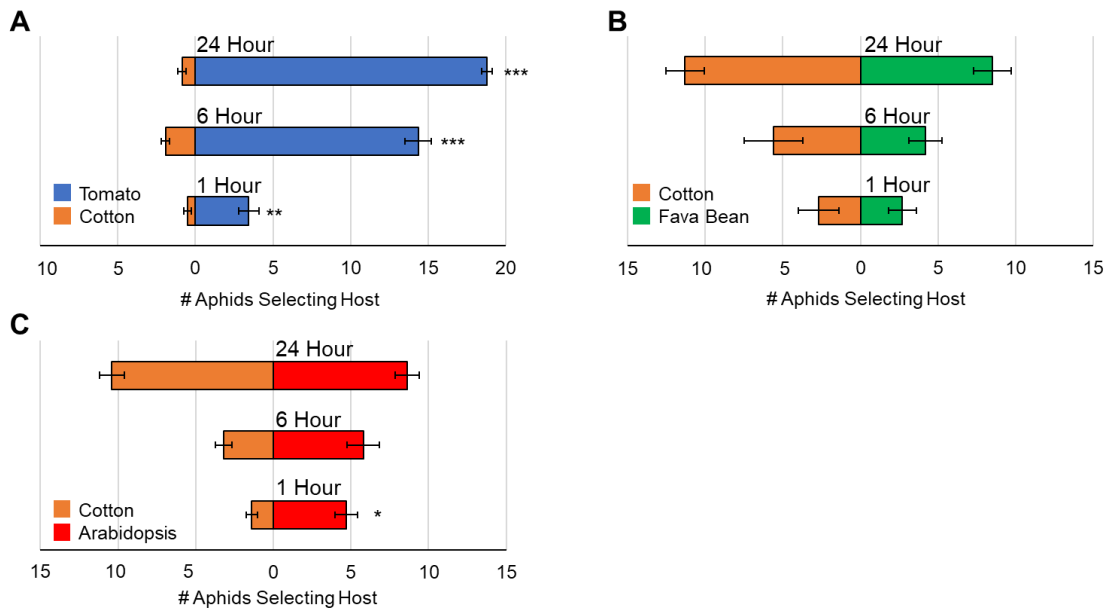 A
24 Hour
***
6 Hour
***
1 Hour
**
Tomato
Cotton
10 5 0 5 10 15 20
# Aphids Selecting Host
B
24 Hour
6 Hour
1 Hour
Cotton
Fava Bean
15 10 5 0 5 10 15
# Aphids Selecting Host
C
24 Hour
6 Hour
1 Hour
*
Cotton
Arabidopsis
15 10 5 0 5 10 15
# Aphids Selecting Host